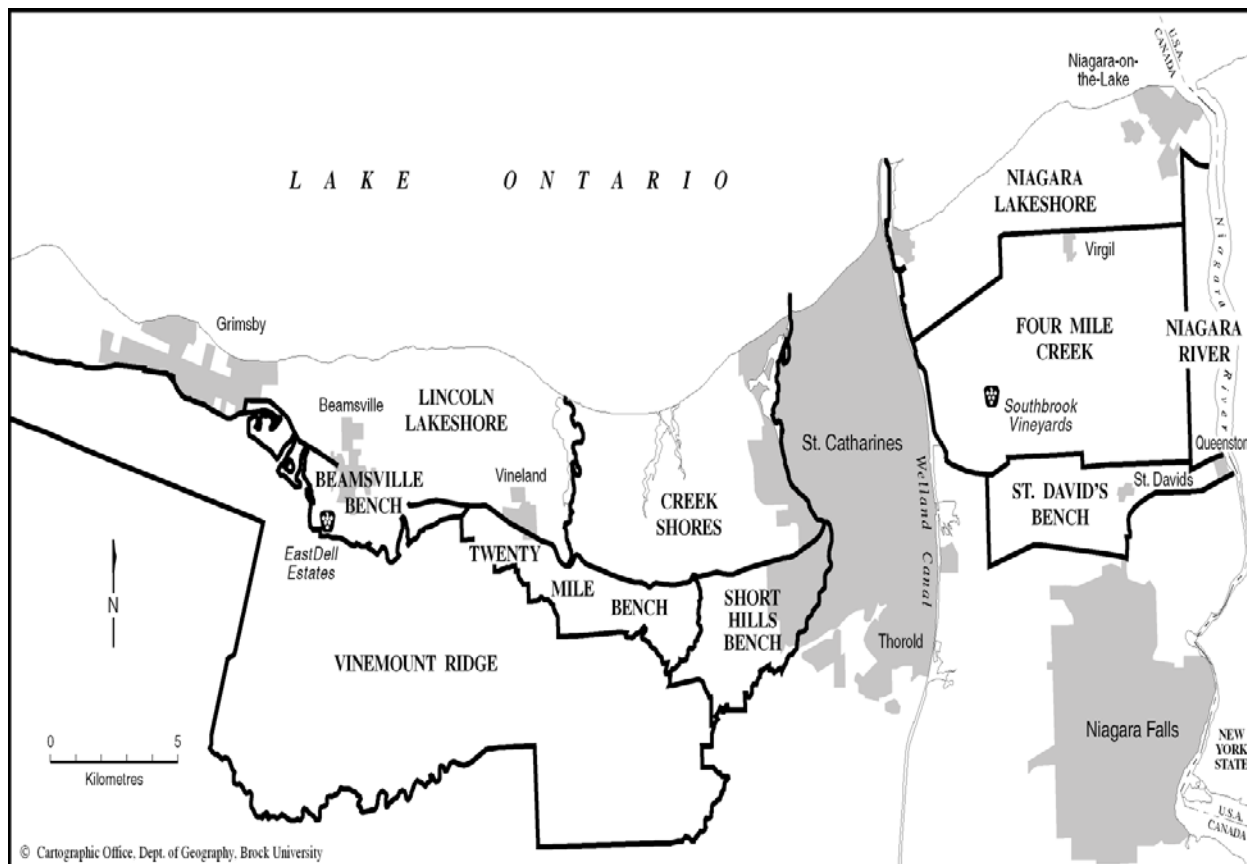 U.S.A.
CANADA
Niagara-on-
the-Lake
LAKE ONTARIO
NIAGARA
LAKESHORE
Virgil
Niagara River
Grimsby
FOUR MILE
CREEK
NIAGARA
RIVER
Beamsville
LINCOLN
LAKESHORE
Southbrook
Vineyards
St. Catharines
Queenston
BEAMSVILLE
BENCH
Vineland
St. Davids
ST. DAVID'S
BENCH
CREEK
SHORES
EastDell
Estates
TWENTY
MILE
BENCH
Wetland Canal
N
SHORT
HILLS
BENCH
Thorold
VINEMOUNT RIDGE
Niagara Falls
0 5
Kilometres
NEW
YORK
STATE
U.S.A.
CANADA
© Cartographic Office, Dept. of Geography, Brock University